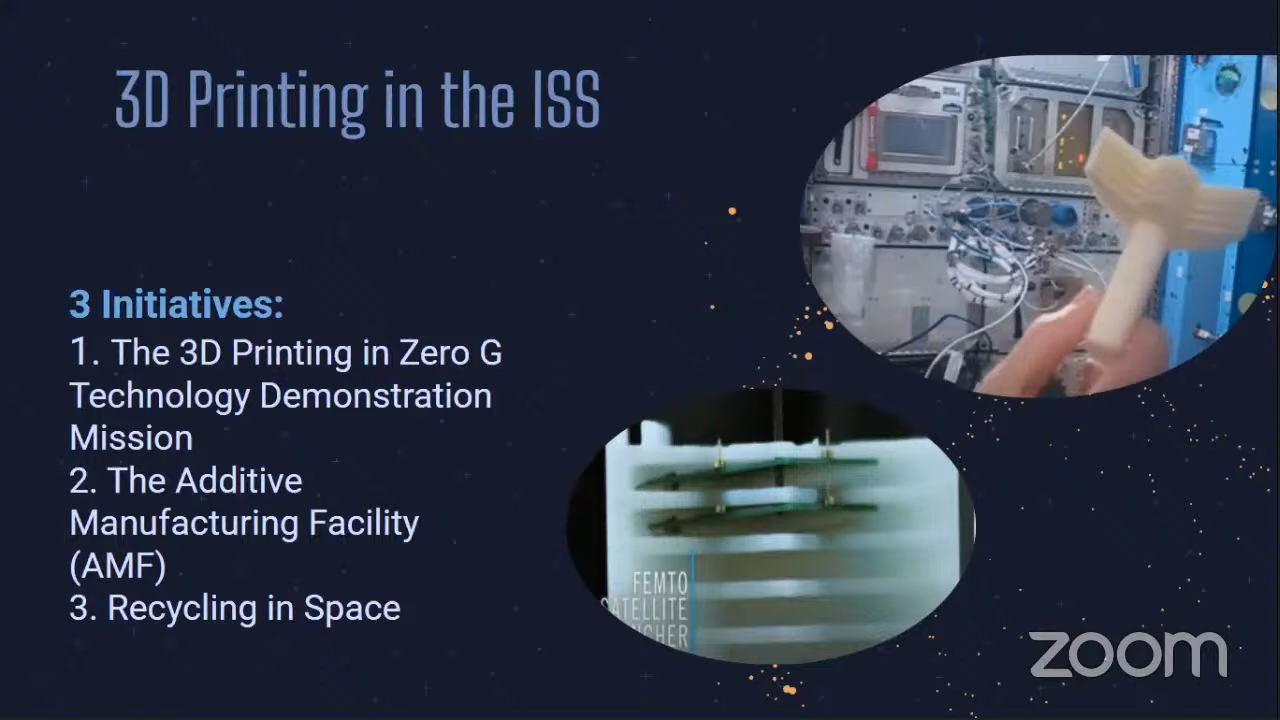 3D Printing in the ISS
3 Initiatives:
1. The 3D Printing in Zero G
Technology Demonstration
Mission
2. The Additive
Manufacturing Facility
(AMF)
3. Recycling in Space
FEMTO
SATELLITE
zoom